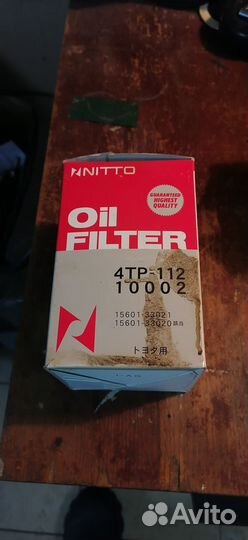 NITTO
GUARANTEED
HIGHEST
QUALITY
Oil
FILTER
4TP-112
10002
15601-33021
15601-33020
トヨタ用
Avito